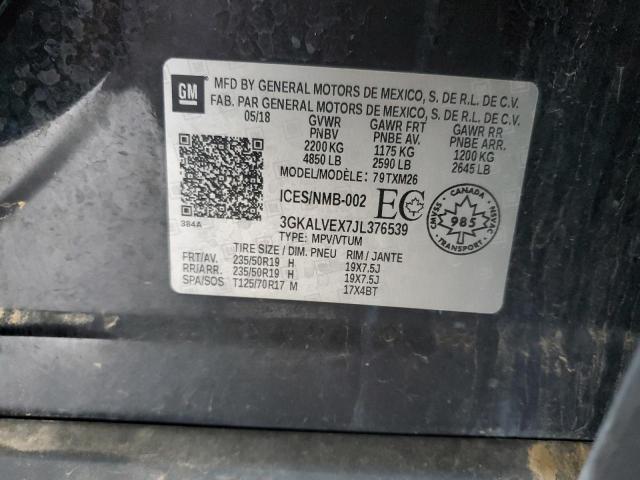 GM
MFD BY GENERAL MOTORS DE MEXICO, S. DE R.L. DE C.V.
FAB. PAR GENERAL MOTORS DE MEXICO, S. DE R.L. DE C.V.
05/18 GVWR GAWR FRT GAWR RR
PNBV PNBE AV. PNBE ARR.
2200 KG 1175 KG 1200 KG
4850 LB 2590 LB 2645 LB
MODEL/MODÈLE: 79TXM26
ICES/NMB-002 EC
384A
3GKALVEX7JL376539
TYPE: MPV/VTUM
CANADA
CMVSS NSVAC
985
TIRE SIZE / DIM. PNEU RIM / JANTE
FRT/AV. 235/50R19 H 19X7.5J
RR/ARR. 235/50R19 H 19X7.5J
SPA/SOS T125/70R17 M 17X4BT